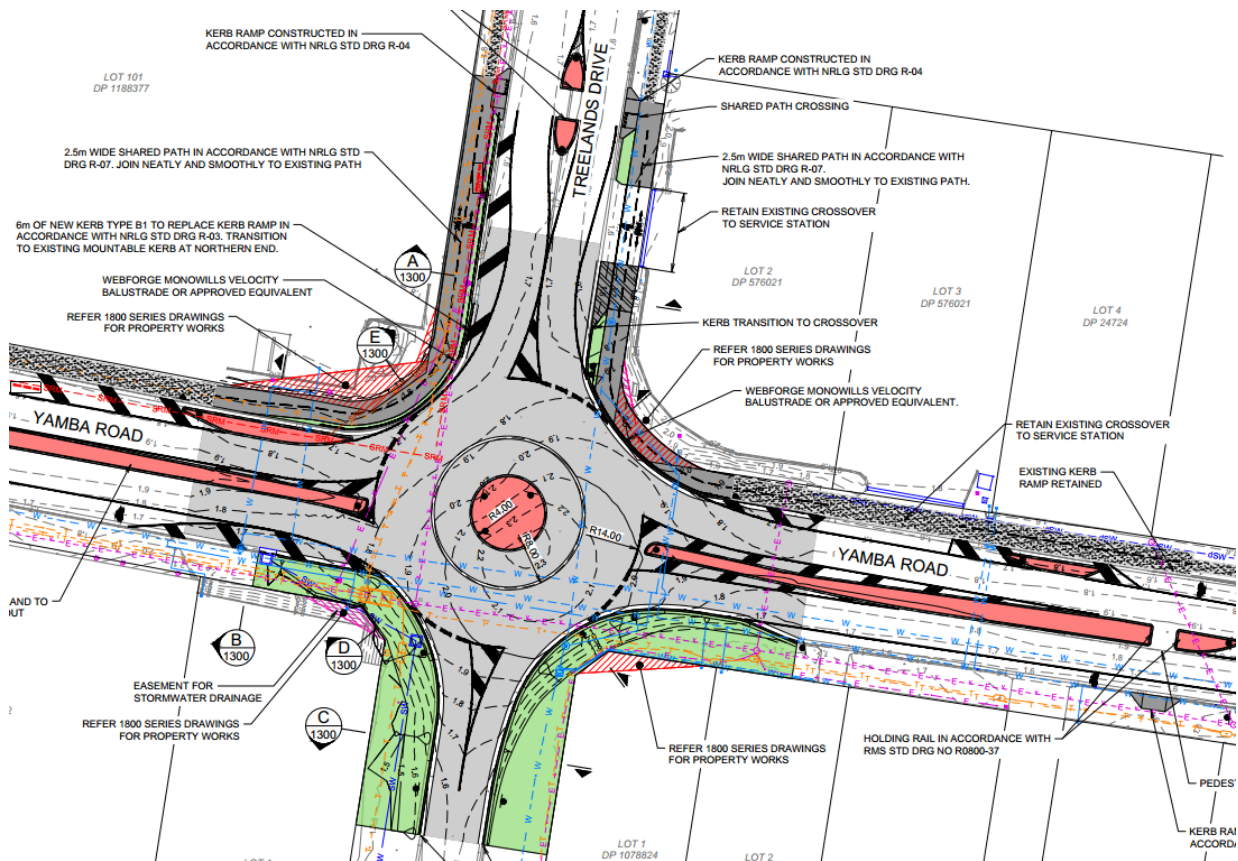 KERB RAMP CONSTRUCTED IN
ACCORDANCE WITH NRLG STD DRG R-04
LOT 101
DP 1188377
TREELANDS DRIVE
KERB RAMP CONSTRUCTED IN
ACCORDANCE WITH NRLG STD DRG R-04
SHARED PATH CROSSING
2.5m WIDE SHARED PATH IN ACCORDANCE WITH NRLG STD
DRG R-07. JOIN NEATLY AND SMOOTHLY TO EXISTING PATH
2.5m WIDE SHARED PATH IN ACCORDANCE WITH
NRLG STD DRG R-07.
JOIN NEATLY AND SMOOTHLY TO EXISTING PATH.
6m OF NEW KERB TYPE B1 TO REPLACE KERB RAMP IN
ACCORDANCE WITH NRLG STD DRG R-03. TRANSITION
TO EXISTING MOUNTABLE KERB AT NORTHERN END.
RETAIN EXISTING CROSSOVER
TO SERVICE STATION
A
1300
WEBFORGE MONOWILLS VELOCITY
BALUSTRADE OR APPROVED EQUIVALENT
LOT 2
DP 576021
LOT 3
DP 576021
LOT 4
DP 24724
REFER 1800 SERIES DRAWINGS
FOR PROPERTY WORKS
E
1300
KERB TRANSITION TO CROSSOVER
REFER 1800 SERIES DRAWINGS
FOR PROPERTY WORKS
WEBFORGE MONOWILLS VELOCITY
BALUSTRADE OR APPROVED EQUIVALENT.
YAMBA ROAD
RETAIN EXISTING CROSSOVER
TO SERVICE STATION
EXISTING KERB
RAMP RETAINED
R4.00
R8.00
R14.00
YAMBA ROAD
AND TO
OUT
B
1300
D
1300
EASEMENT FOR
STORMWATER DRAINAGE
C
1300
REFER 1800 SERIES DRAWINGS
FOR PROPERTY WORKS
REFER 1800 SERIES DRAWINGS
FOR PROPERTY WORKS
HOLDING RAIL IN ACCORDANCE WITH
RMS STD DRG NO R0800-37
PEDEST
KERB RAM
ACCORDA
LOT 1
DP 1078824
LOT 2